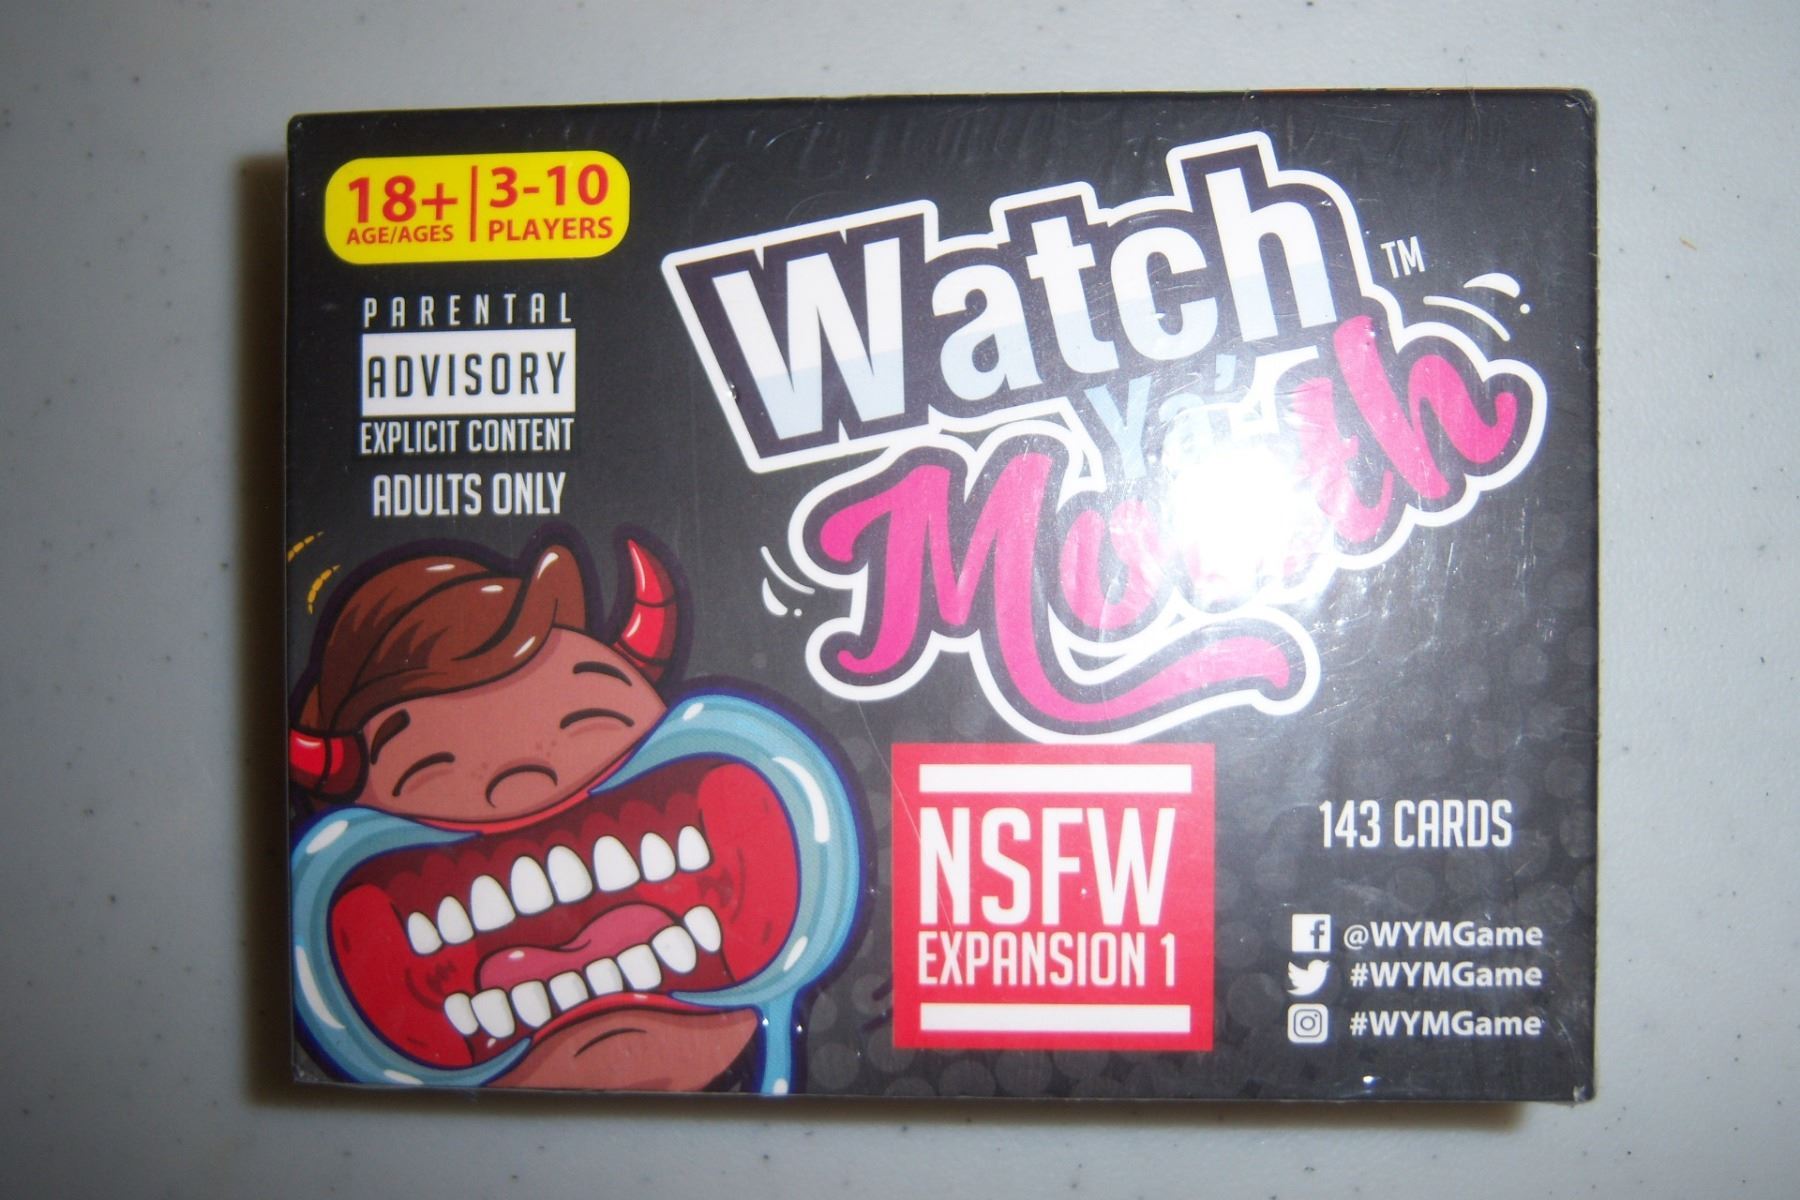 18+ | 3-10
AGE/AGES PLAYERS
PARENTAL
ADVISORY
EXPLICIT CONTENT
ADULTS ONLY
Watch TM
Ya'
Mouth
NSFW
EXPANSION 1
143 CARDS
@WYMGame
#WYMGame
#WYMGame